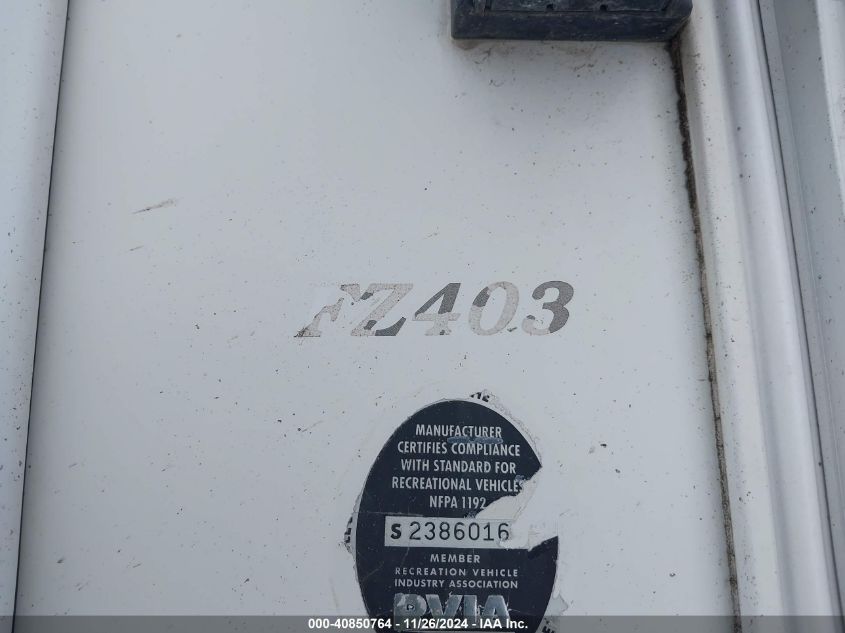 FZ403
MANUFACTURER
CERTIFIES COMPLIANCE
WITH STANDARD FOR
RECREATIONAL VEHICLES
NFPA 1192
S 2386016
MEMBER
RECREATION VEHICLE
INDUSTRY ASSOCIATION
RVIA
000-40850764 - 11/26/2024 - IAA Inc.